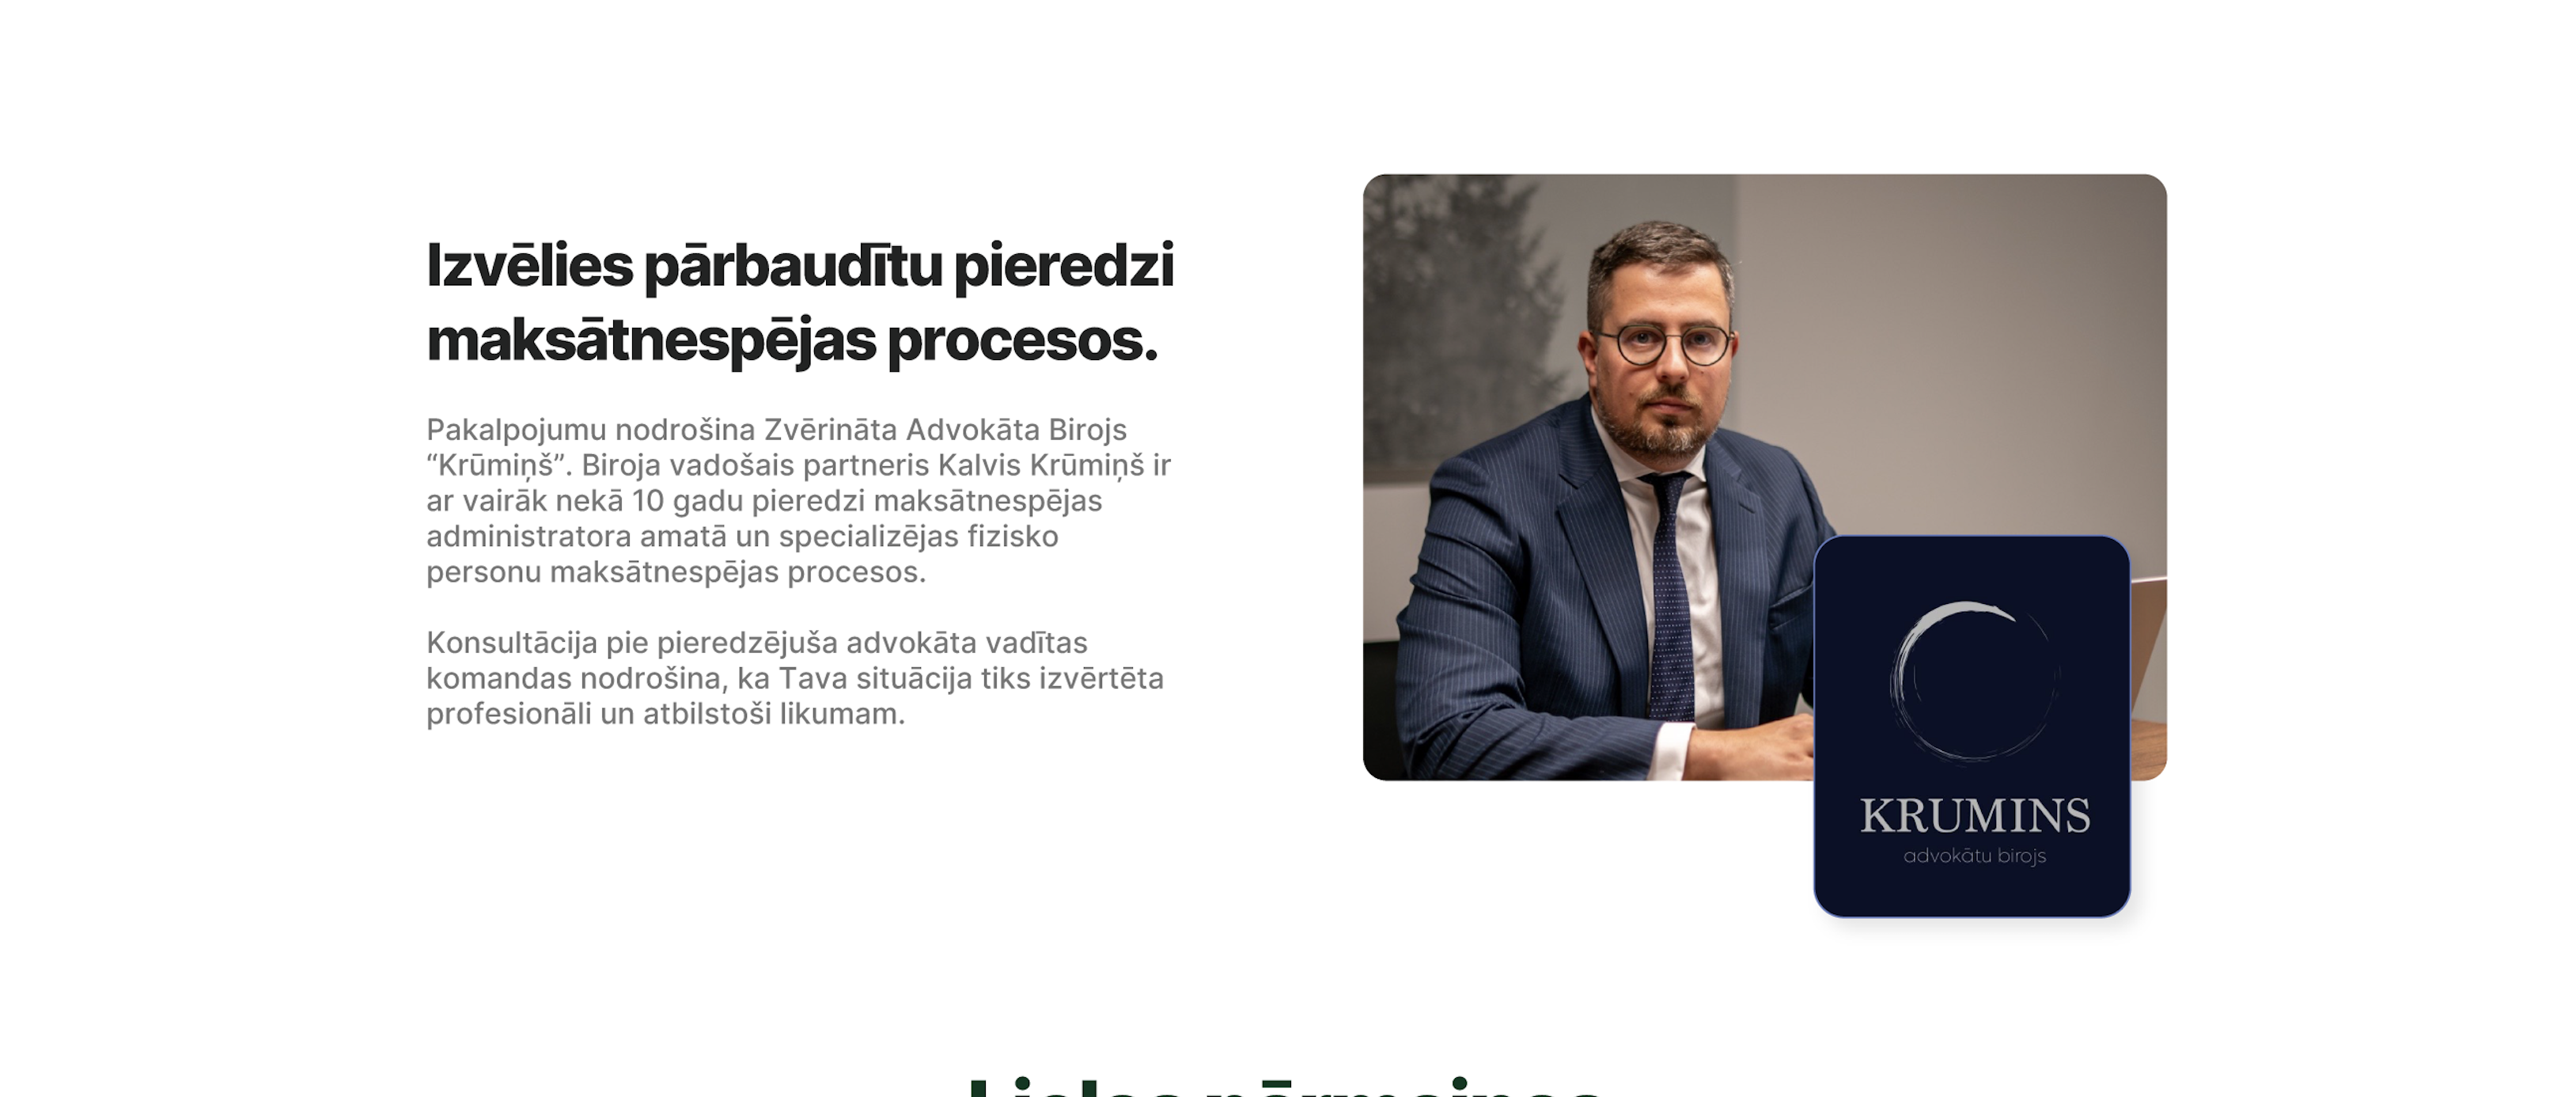 Izvēlies pārbaudītu pieredzi
maksātnespējas procesos.
Pakalpojumu nodrošina Zvērināta Advokāta Birojs
“Krūmiņš”. Biroja vadošais partneris Kalvis Krūmiņš ir
ar vairāk nekā 10 gadu pieredzi maksātnespējas
administratora amatā un specializējas fizisko
personu maksātnespējas procesos.
Konsultācija pie pieredzējuša advokāta vadītas
komandas nodrošina, ka Tava situācija tiks izvērtēta
profesionāli un atbilstoši likumam.
KRUMINS
advokātu birojs